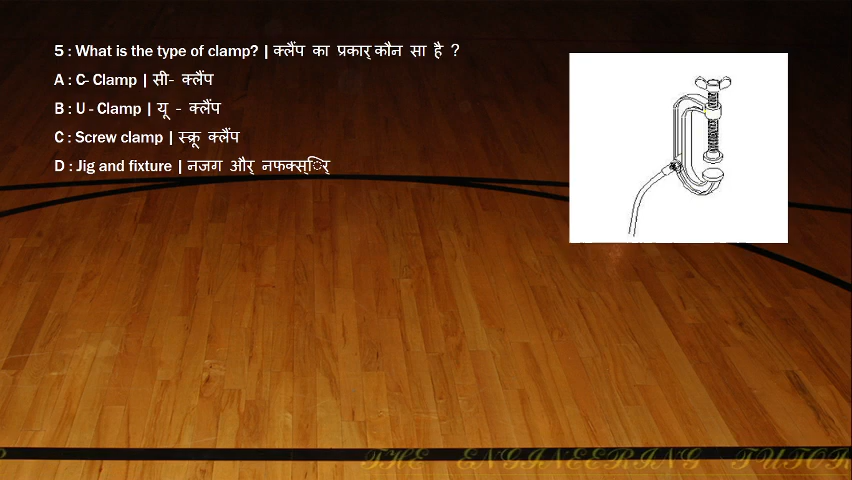 5 : What is the type of clamp? | क्लैंप का प्रकार् कौन सा है ?
A : C- Clamp | सी- क्लैंप
B : U - Clamp | यू - क्लैंप
C : Screw clamp | स्क्रू क्लैंप
D : Jig and fixture | नजग और् नफक्स्िर्
THE ENGINEERING TUTOR